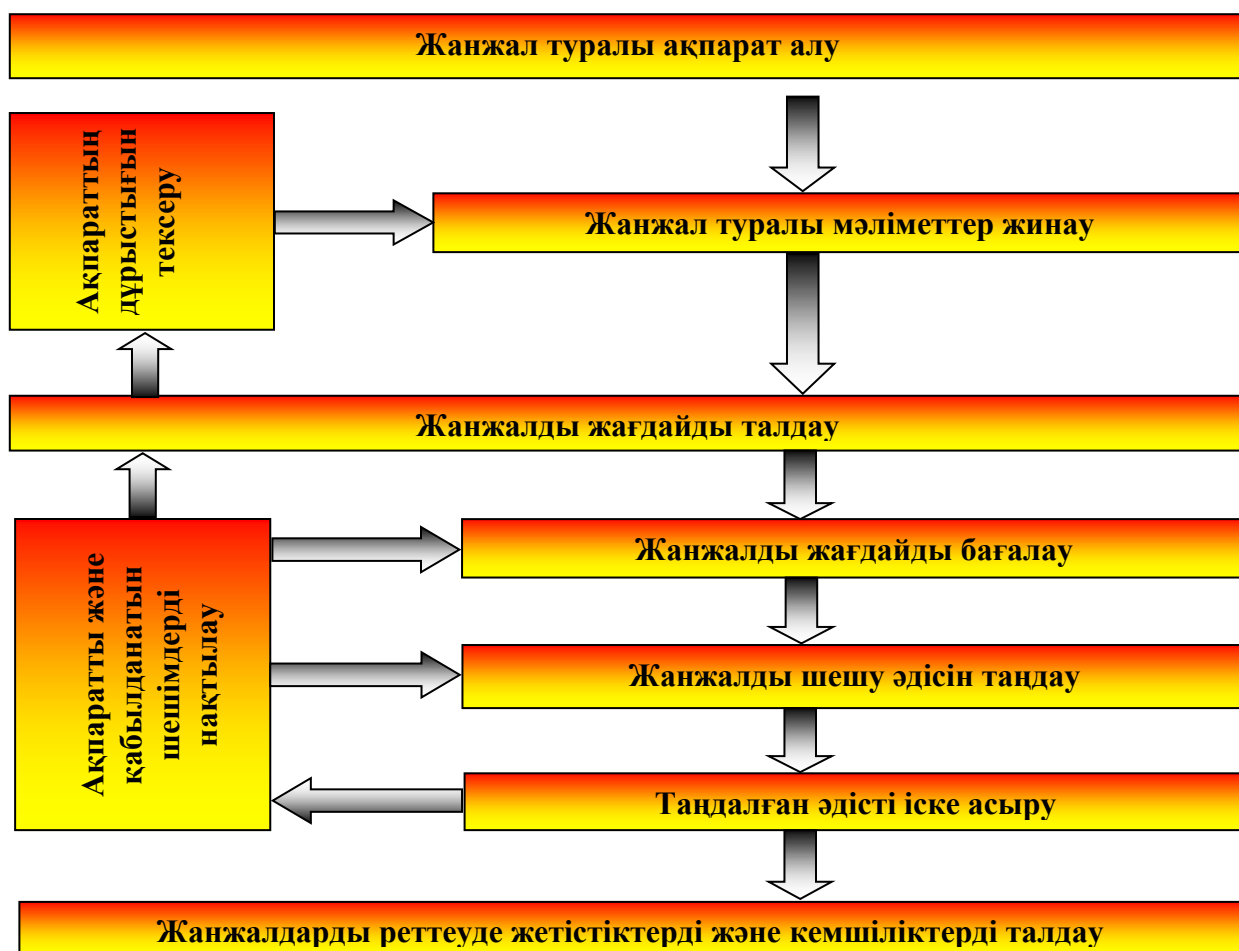 Жанжал туралы ақпарат алу
Ақпараттың
дұрыстығын
тексеру
Жанжал туралы мәліметтер жинау
Жанжалды жағдайды талдау
Ақпаратты және
қабылданатын
шешімдерді
нақтылау
Жанжалды жағдайды бағалау
Жанжалды шешу әдісін таңдау
Таңдалған әдісті іске асыру
Жанжалдарды реттеуде жетістіктерді және кемшіліктерді талдау